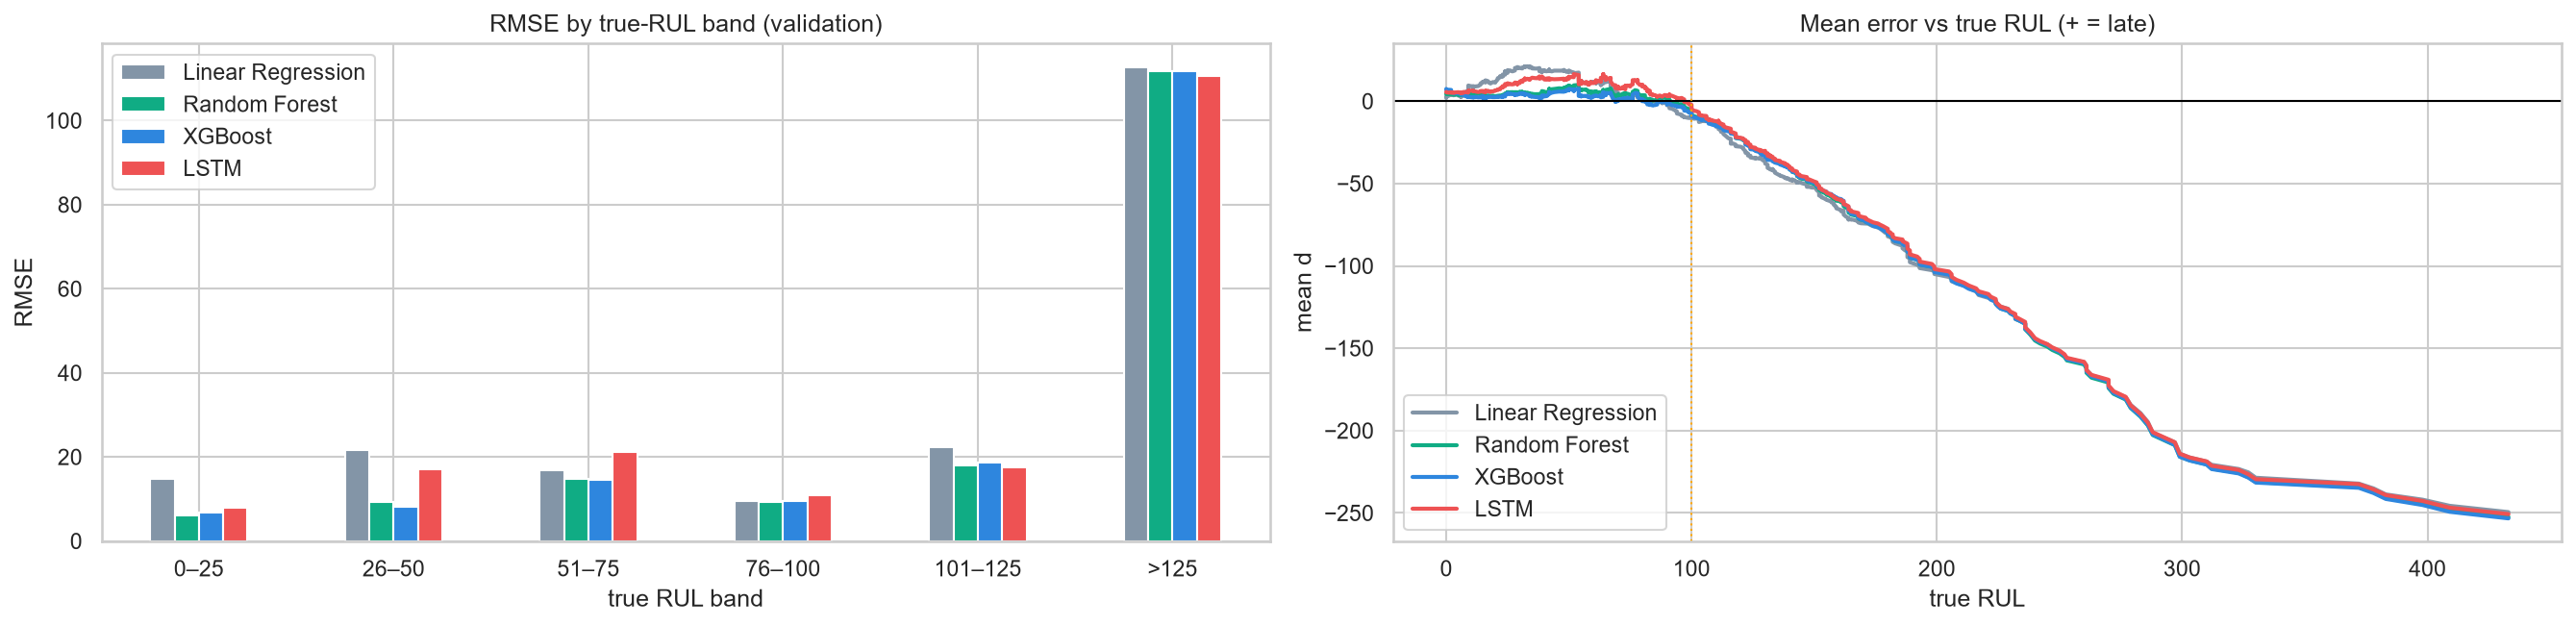 RMSE by true-RUL band (validation)
Linear Regression
Random Forest
XGBoost
LSTM
RMSE
100
80
60
40
20
0
0–25 26–50 51–75 76–100 101–125 >125
true RUL band
Mean error vs true RUL (+ = late)
mean d
0
−50
−100
−150
−200
−250
Linear Regression
Random Forest
XGBoost
LSTM
0 100 200 300 400
true RUL